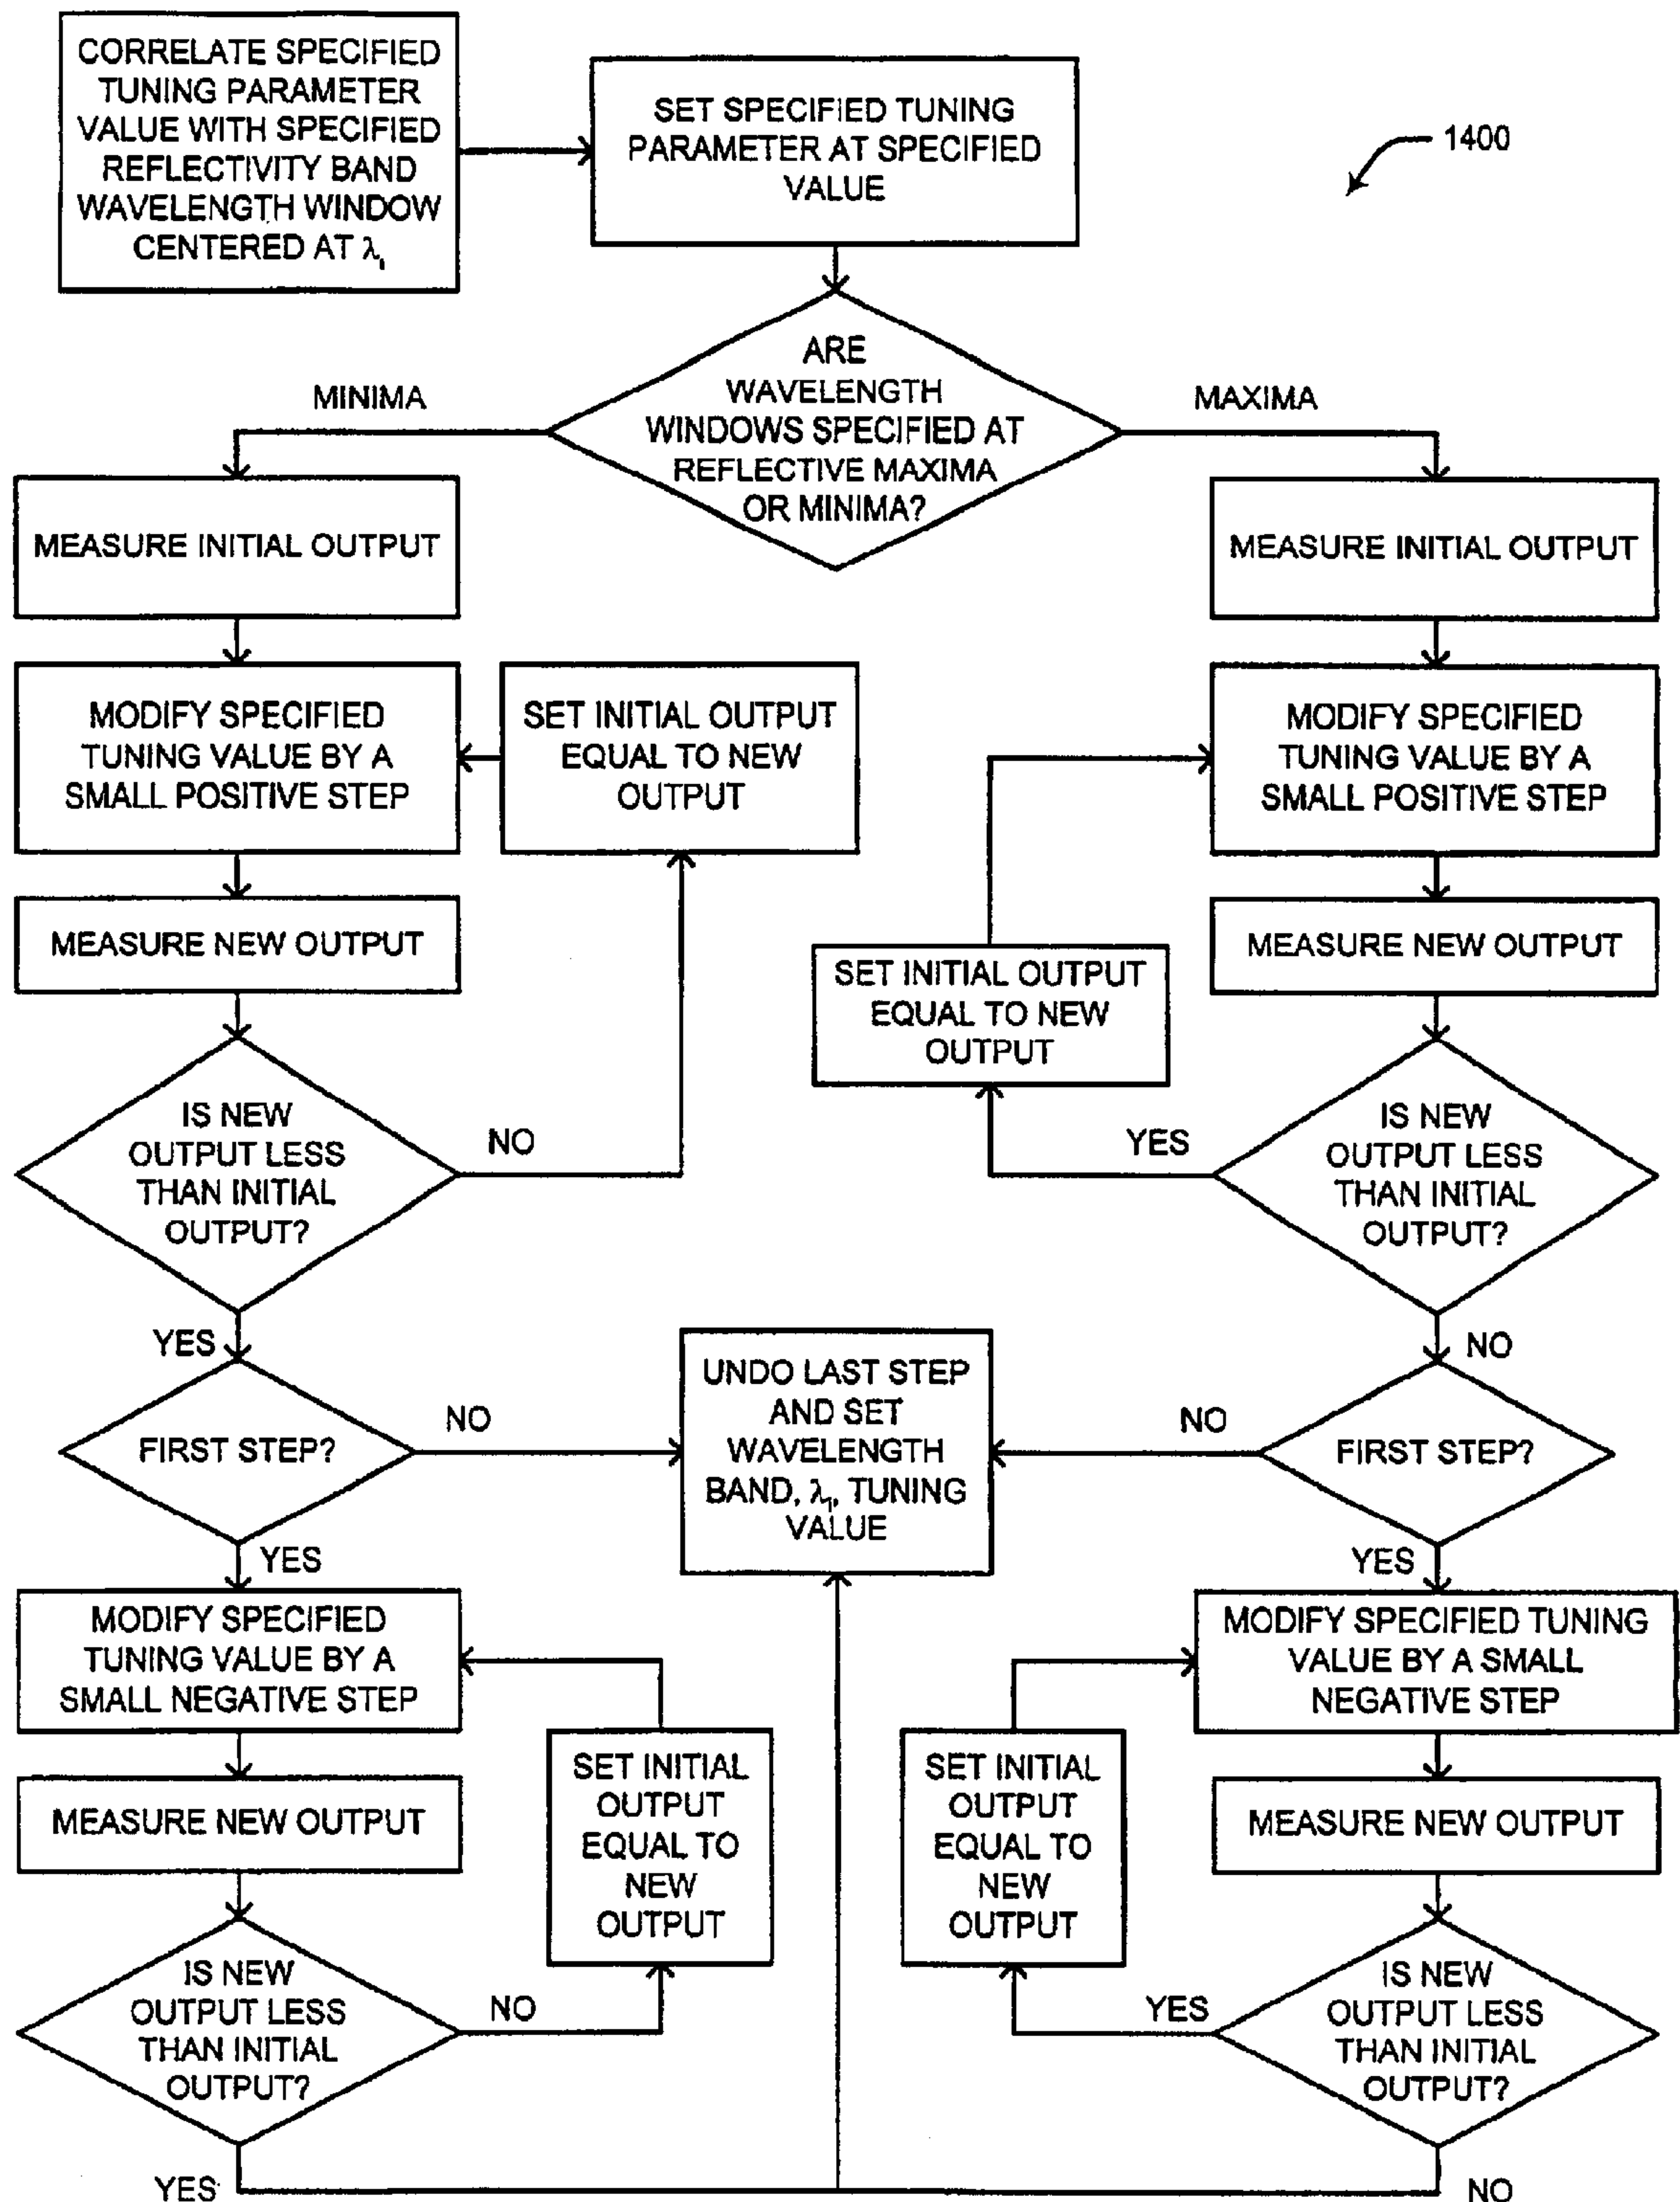 CORRELATE SPECIFIED
TUNING PARAMETER
VALUE WITH SPECIFIED
REFLECTIVITY BAND
WAVELENGTH WINDOW
CENTERED AT λ₁
SET SPECIFIED TUNING
PARAMETER AT SPECIFIED
VALUE
1400
ARE
WAVELENGTH
WINDOWS SPECIFIED AT
REFLECTIVE MAXIMA
OR MINIMA?
MINIMA
MAXIMA
MEASURE INITIAL OUTPUT
MEASURE INITIAL OUTPUT
MODIFY SPECIFIED
TUNING VALUE BY A
SMALL POSITIVE STEP
SET INITIAL OUTPUT
EQUAL TO NEW
OUTPUT
MODIFY SPECIFIED
TUNING VALUE BY A
SMALL POSITIVE STEP
MEASURE NEW OUTPUT
SET INITIAL OUTPUT
EQUAL TO NEW
OUTPUT
MEASURE NEW OUTPUT
IS NEW
OUTPUT LESS
THAN INITIAL
OUTPUT?
NO
YES
IS NEW
OUTPUT LESS
THAN INITIAL
OUTPUT?
YES
NO
FIRST STEP?
NO
UNDO LAST STEP
AND SET
WAVELENGTH
BAND, λ₁, TUNING
VALUE
NO
FIRST STEP?
YES
YES
MODIFY SPECIFIED
TUNING VALUE BY A
SMALL NEGATIVE STEP
MODIFY SPECIFIED TUNING
VALUE BY A SMALL
NEGATIVE STEP
MEASURE NEW OUTPUT
SET INITIAL
OUTPUT
EQUAL TO
NEW
OUTPUT
SET INITIAL
OUTPUT
EQUAL TO
NEW
OUTPUT
MEASURE NEW OUTPUT
IS NEW
OUTPUT LESS
THAN INITIAL
OUTPUT?
NO
YES
IS NEW
OUTPUT LESS
THAN INITIAL
OUTPUT?
YES
NO